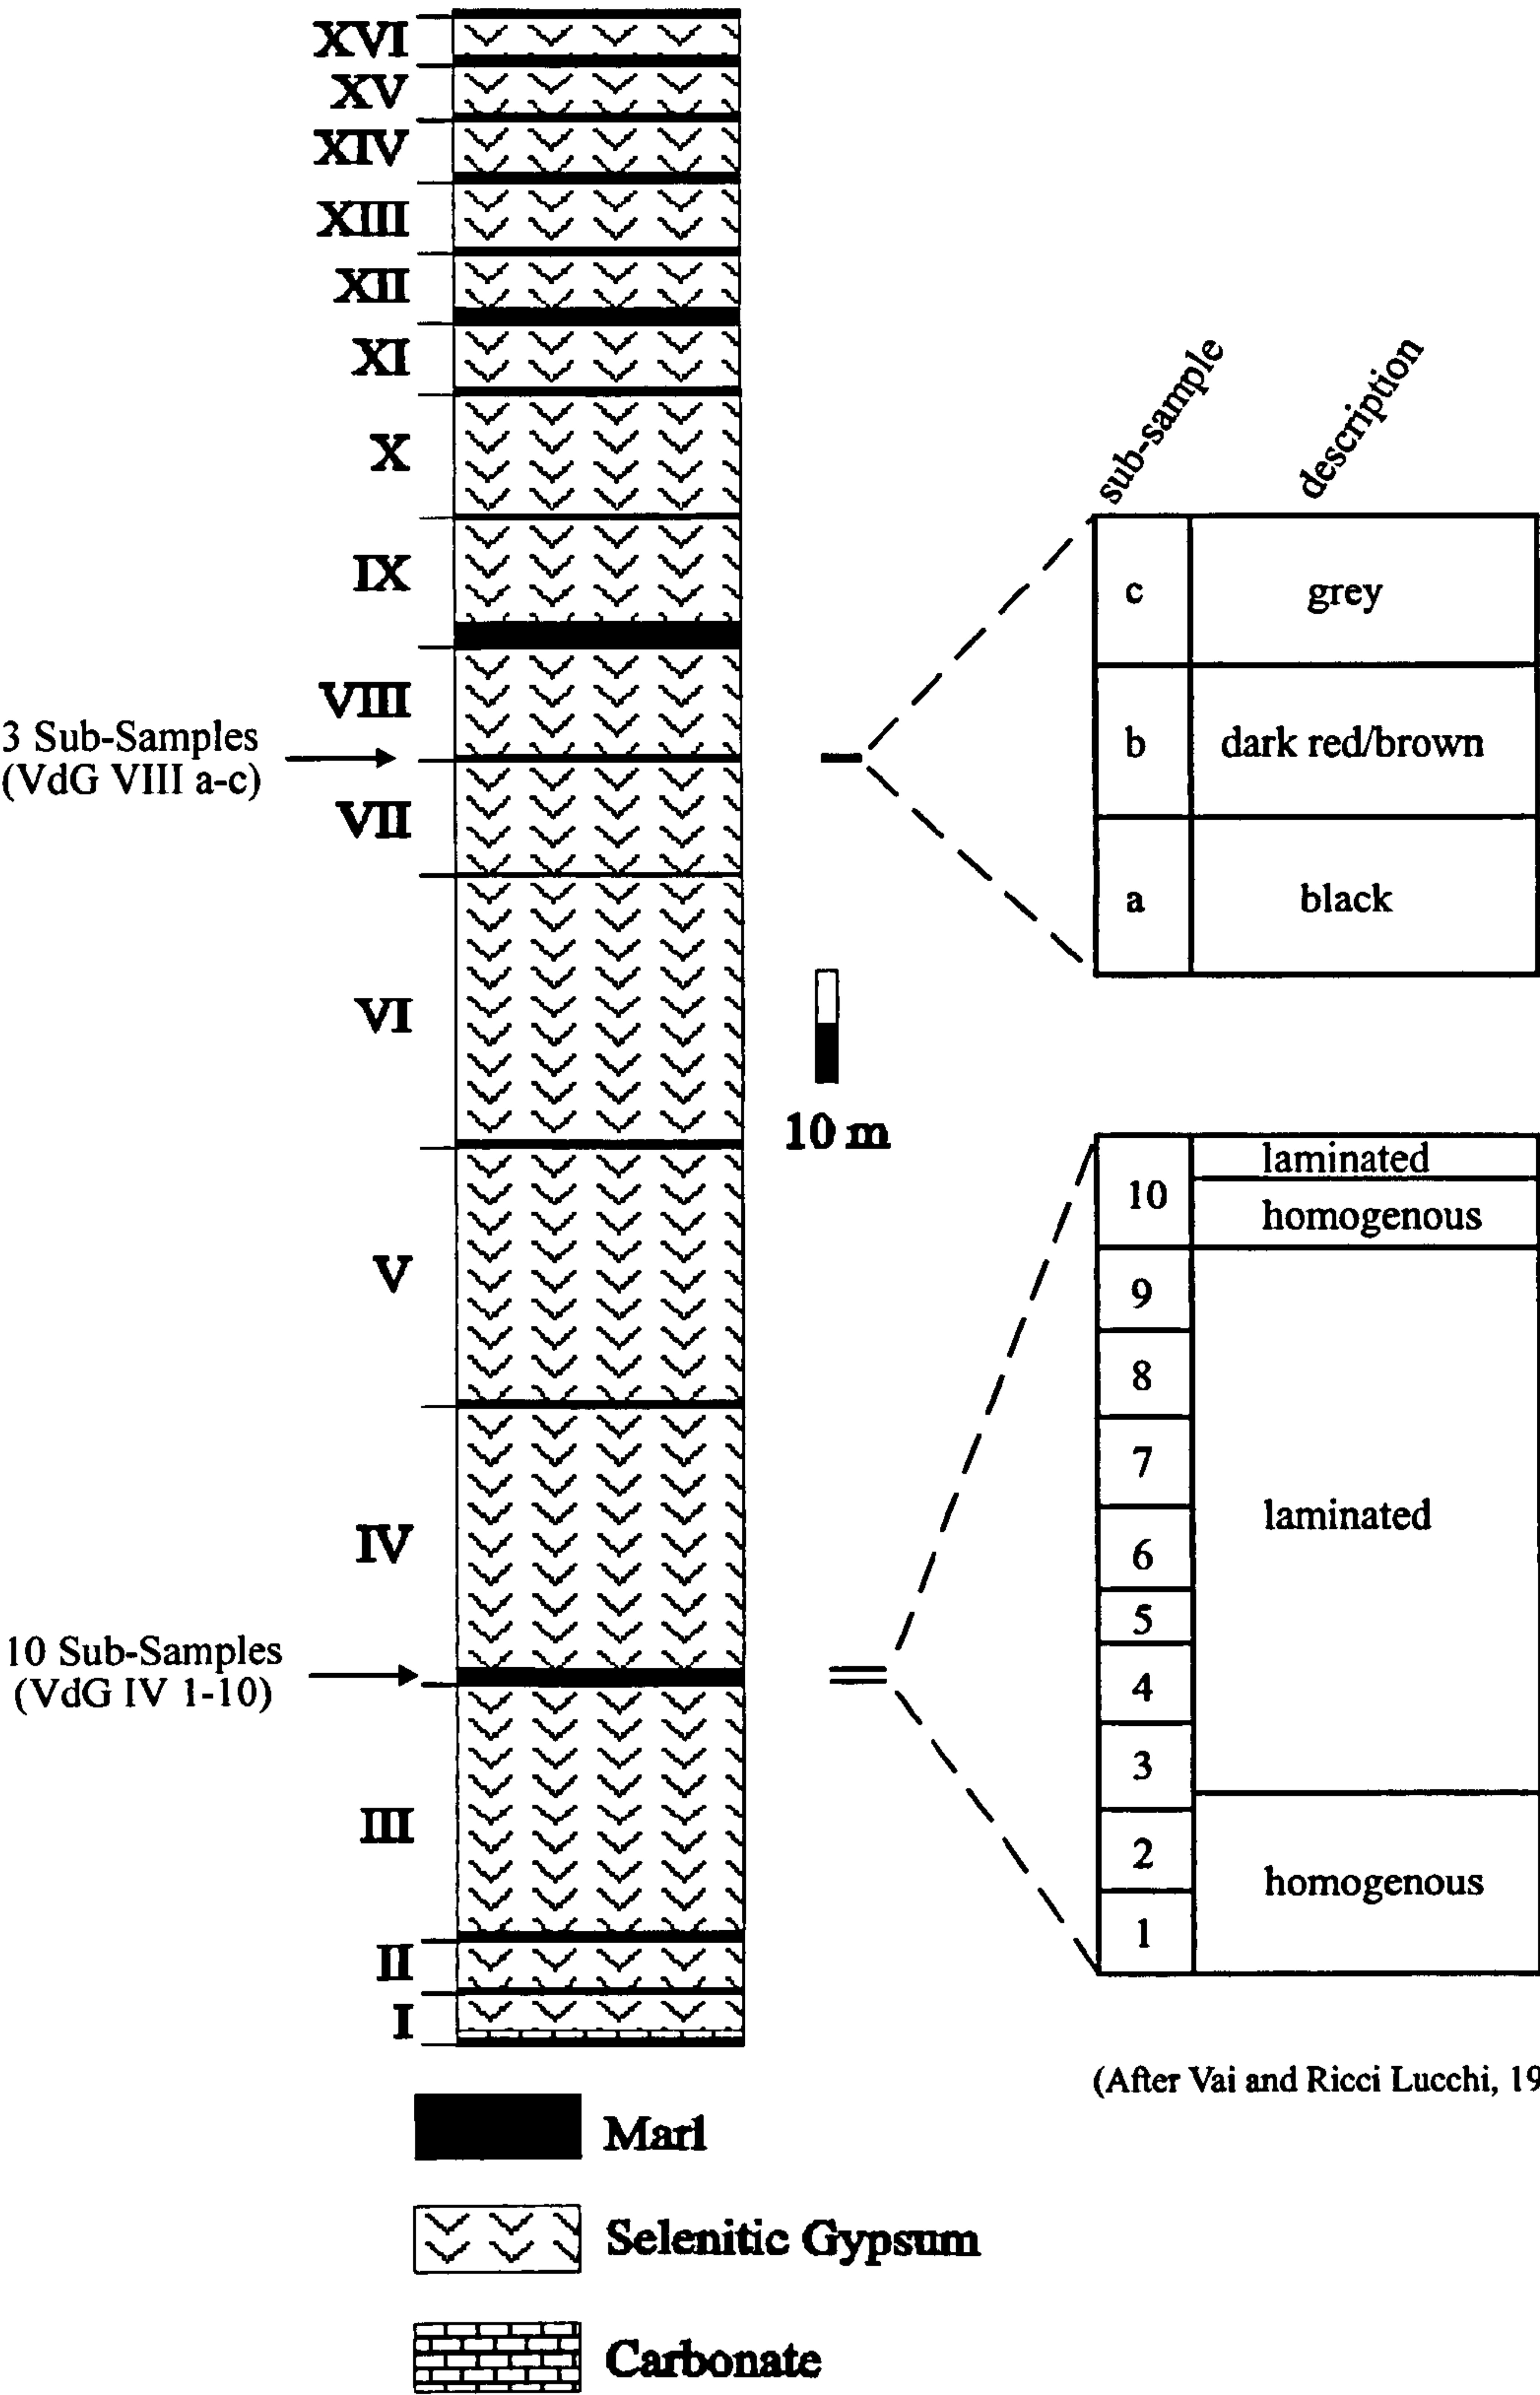 XVI
XV
XIV
XIII
XII
XI
X
IX
VIII
3 Sub-Samples
(VdG VIII a-c)
VII
VI
V
IV
10 Sub-Samples
(VdG IV 1-10)
III
II
I
10 m
sub-sample
description
c grey
b dark red/brown
a black
10 laminated
homogenous
9
8
7
6
laminated
5
4
3
2
homogenous
1
(After Vai and Ricci Lucchi, 19
Marl
Selenitic Gypsum
Carbonate